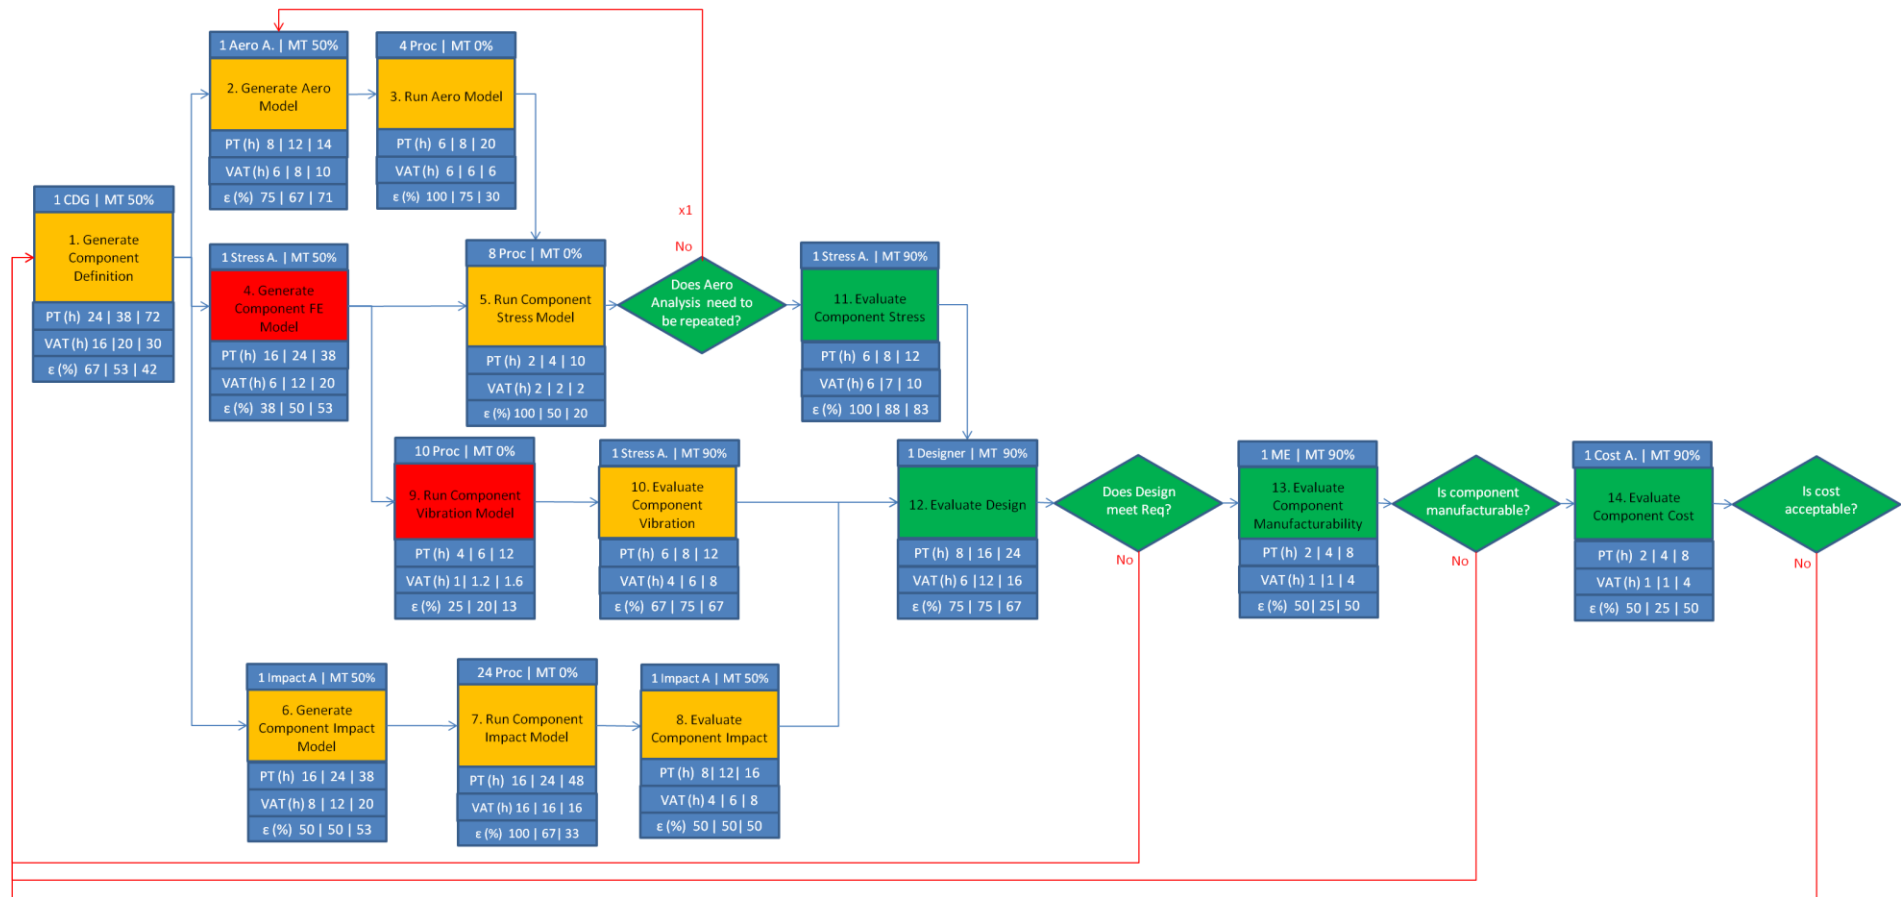 1 CDG | MT 50%
1. Generate
Component
Definition
PT (h) 24 | 38 | 72
VAT (h) 16 |20 | 30
ε (%) 67 | 53 | 42
1 Aero A. | MT 50%
2. Generate Aero
Model
PT (h) 8 | 12 | 14
VAT (h) 6 | 8 | 10
ε (%) 75 | 67 | 71
4 Proc | MT 0%
3. Run Aero Model
PT (h) 6 | 8 | 20
VAT (h) 6 | 6 | 6
ε (%) 100 | 75 | 30
1 Stress A. | MT 50%
4. Generate
Component FE
Model
PT (h) 16 | 24 | 38
VAT (h) 6 | 12 | 20
ε (%) 38 | 50 | 53
8 Proc | MT 0%
5. Run Component
Stress Model
PT (h) 2 | 4 | 10
VAT (h) 2 | 2 | 2
ε (%) 100 | 50 | 20
x1
No
Does Aero
Analysis need to
be repeated?
1 Stress A. | MT 90%
11. Evaluate
Component Stress
PT (h) 6 | 8 | 12
VAT (h) 6 |7 | 10
ε (%) 100 | 88 | 83
10 Proc | MT 0%
9. Run Component
Vibration Model
PT (h) 4 | 6 | 12
VAT (h) 1| 1.2 | 1.6
ε (%) 25 | 20| 13
1 Stress A. | MT 90%
10. Evaluate
Component
Vibration
PT (h) 6 | 8 | 12
VAT (h) 4 | 6 | 8
ε (%) 67 | 75 | 67
1 Designer | MT 90%
12. Evaluate Design
PT (h) 8 | 16 | 24
VAT (h) 6 |12 | 16
ε (%) 75 | 75 | 67
Does Design
meet Req?
No
1 ME | MT 90%
13. Evaluate
Component
Manufacturability
PT (h) 2 | 4 | 8
VAT (h) 1 |1 | 4
ε (%) 50| 25| 50
Is component
manufacturable?
No
1 Cost A. | MT 90%
14. Evaluate
Component Cost
PT (h) 2 | 4 | 8
VAT (h) 1 |1 | 4
ε (%) 50 | 25 | 50
Is cost
acceptable?
No
1 Impact A | MT 50%
6. Generate
Component Impact
Model
PT (h) 16 | 24 | 38
VAT (h) 8 | 12 | 20
ε (%) 50 | 50 | 53
24 Proc | MT 0%
7. Run Component
Impact Model
PT (h) 16 | 24 | 48
VAT (h) 16 | 16 | 16
ε (%) 100 | 67| 33
1 Impact A | MT 50%
8. Evaluate
Component Impact
PT (h) 8| 12| 16
VAT (h) 4 | 6 | 8
ε (%) 50 | 50| 50